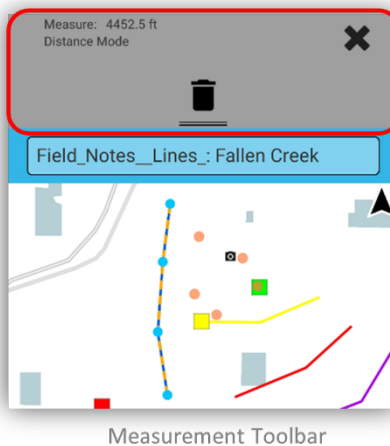 Measure: 4452.5 ft
Distance Mode
Field_Notes__Lines_: Fallen Creek
Measurement Toolbar